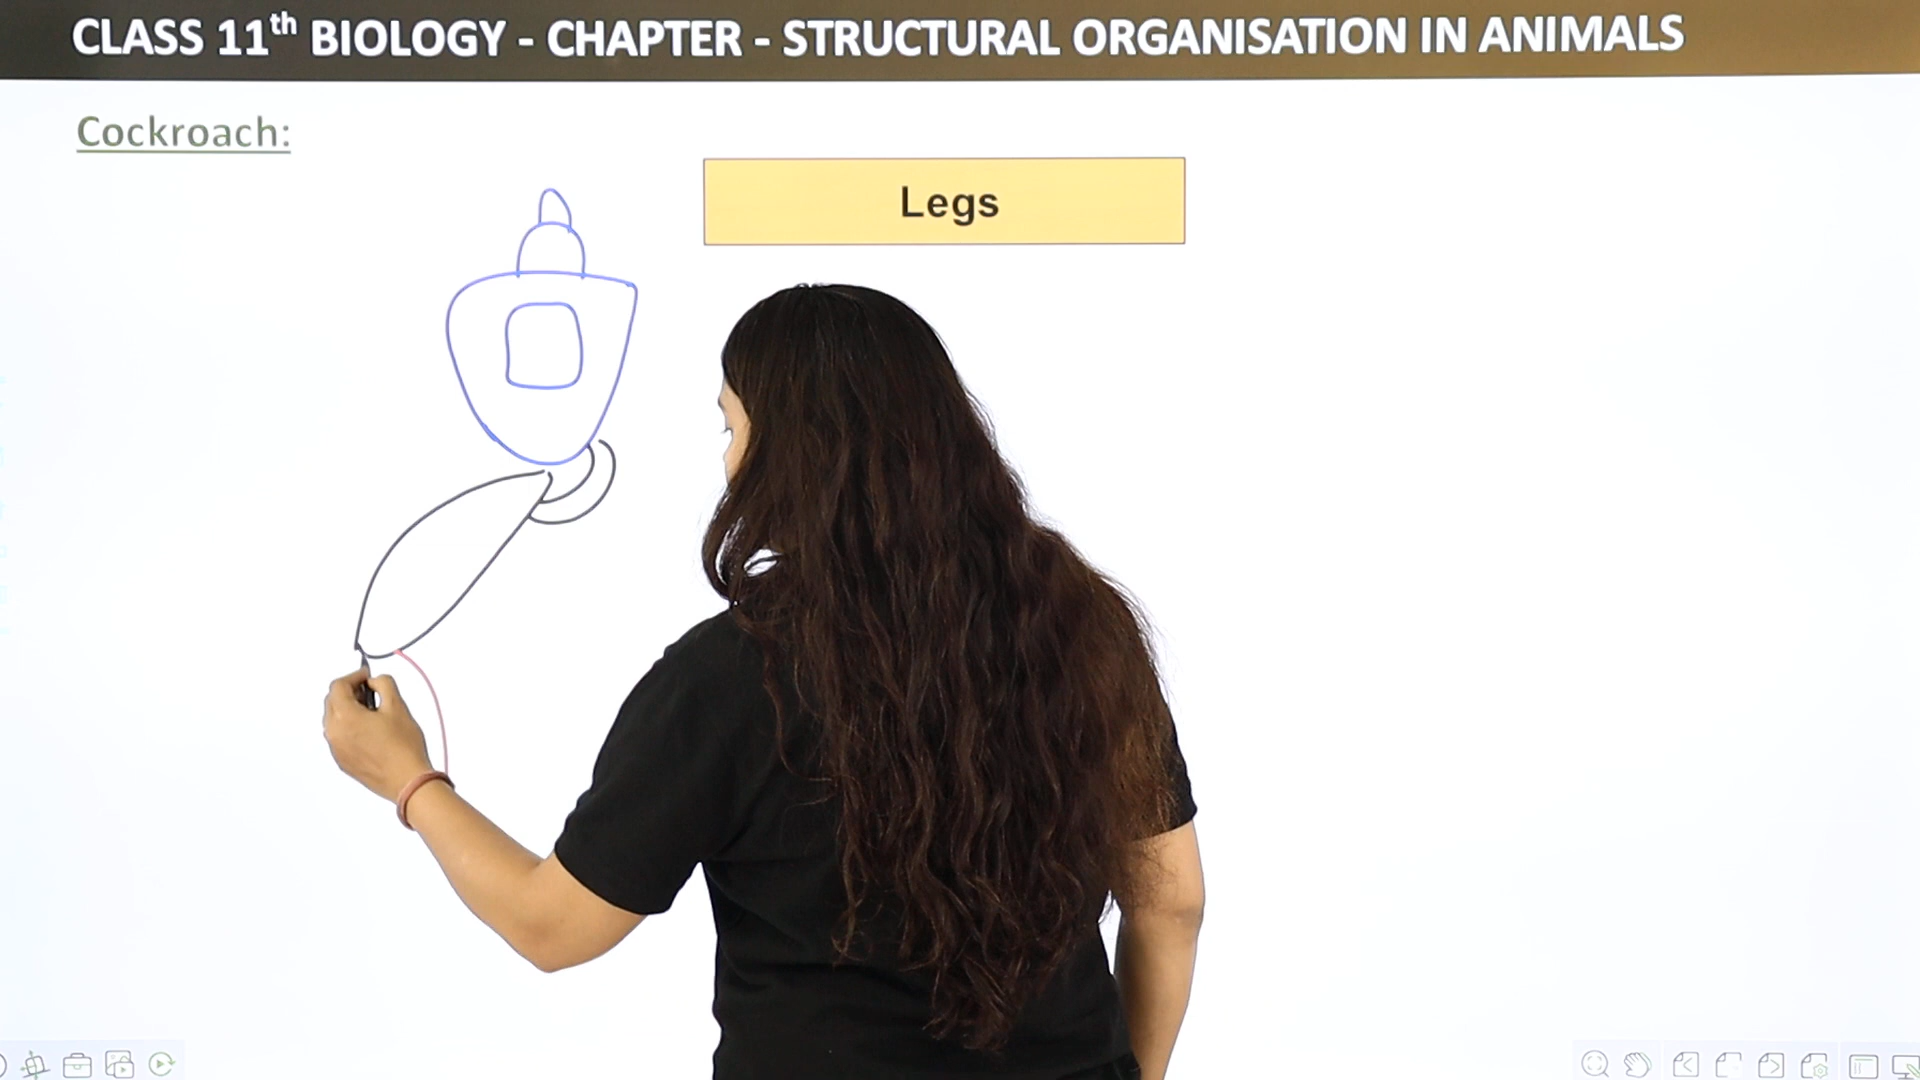 CLASS 11th BIOLOGY - CHAPTER - STRUCTURAL ORGANISATION IN ANIMALS
Cockroach:
Legs